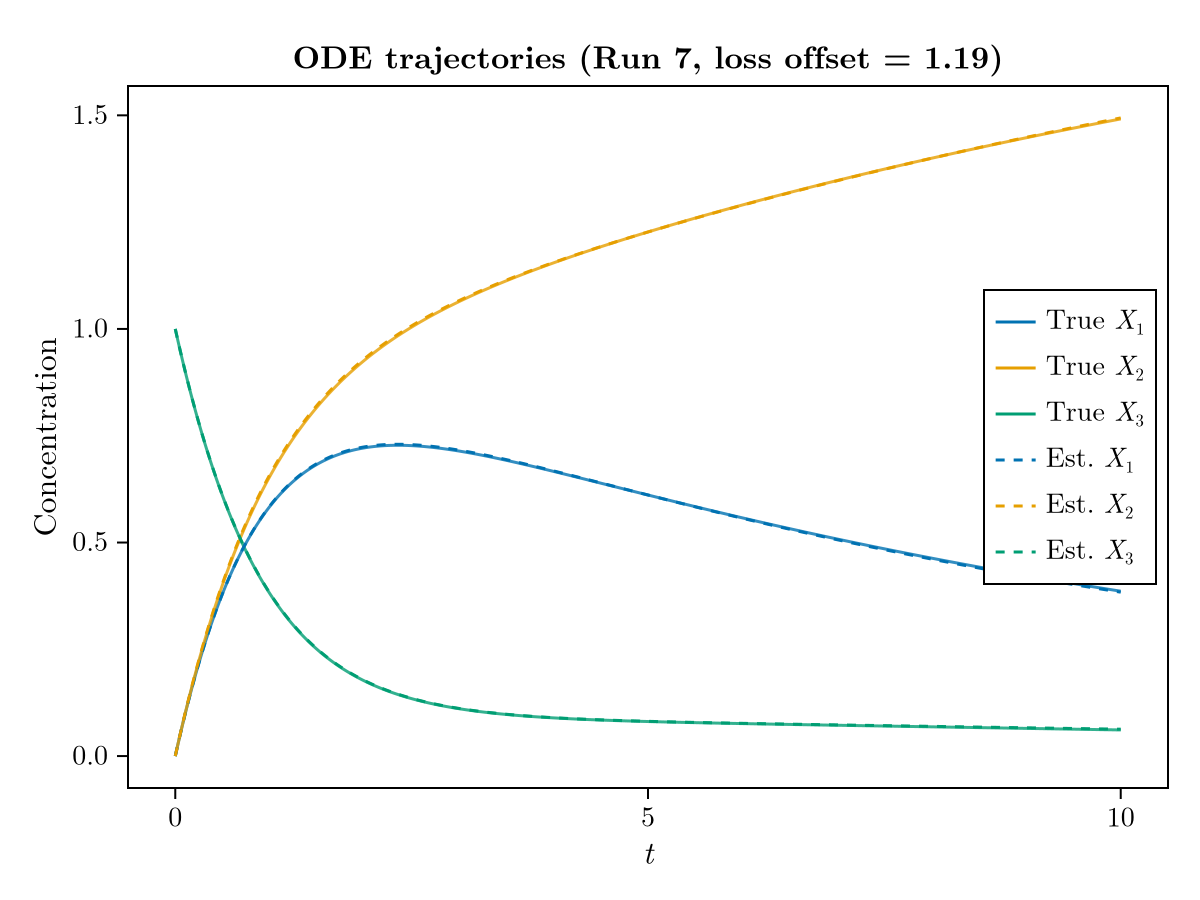 ODE trajectories (Run 7, loss offset = 1.19)
Concentration
1.5
1.0
0.5
0.0
True X₁
True X₂
True X₃
Est. X₁
Est. X₂
Est. X₃
0 5 10
t